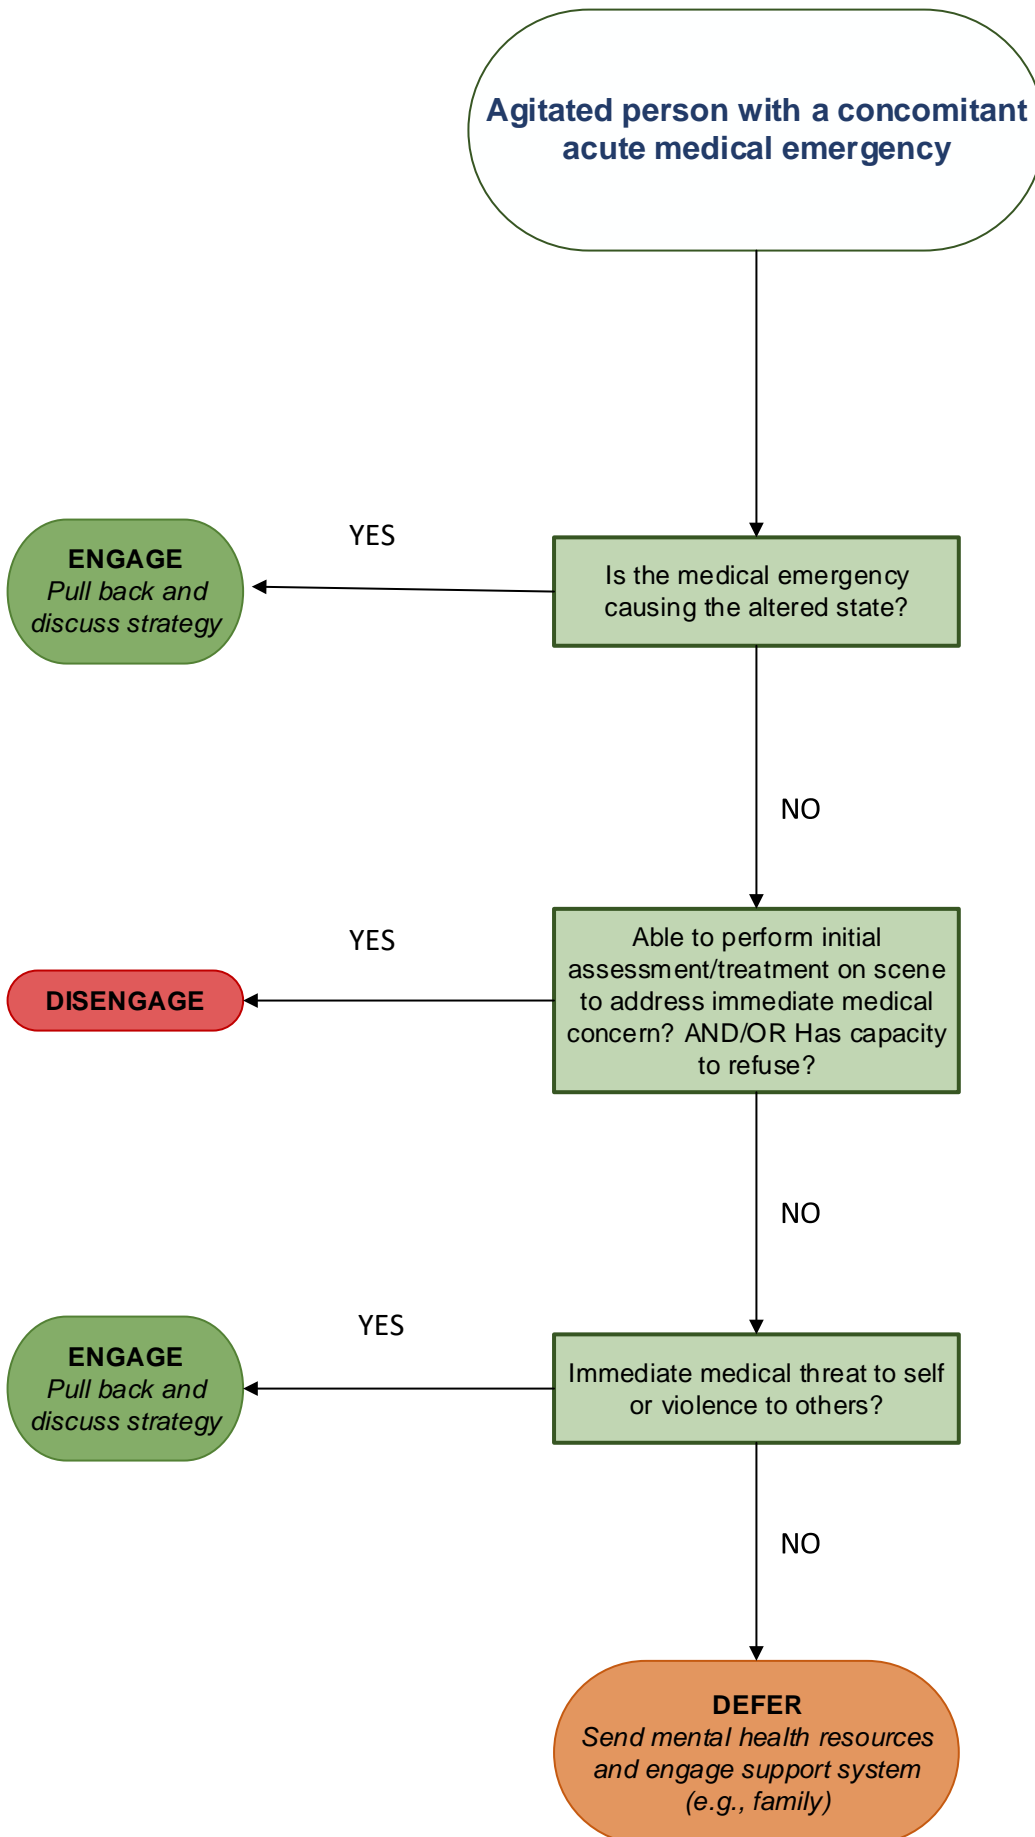 Agitated person with a concomitant
acute medical emergency
YES
ENGAGE
Pull back and
discuss strategy
Is the medical emergency
causing the altered state?
NO
YES
DISENGAGE
Able to perform initial
assessment/treatment on scene
to address immediate medical
concern? AND/OR Has capacity
to refuse?
NO
YES
ENGAGE
Pull back and
discuss strategy
Immediate medical threat to self
or violence to others?
NO
DEFER
Send mental health resources
and engage support system
(e.g., family)